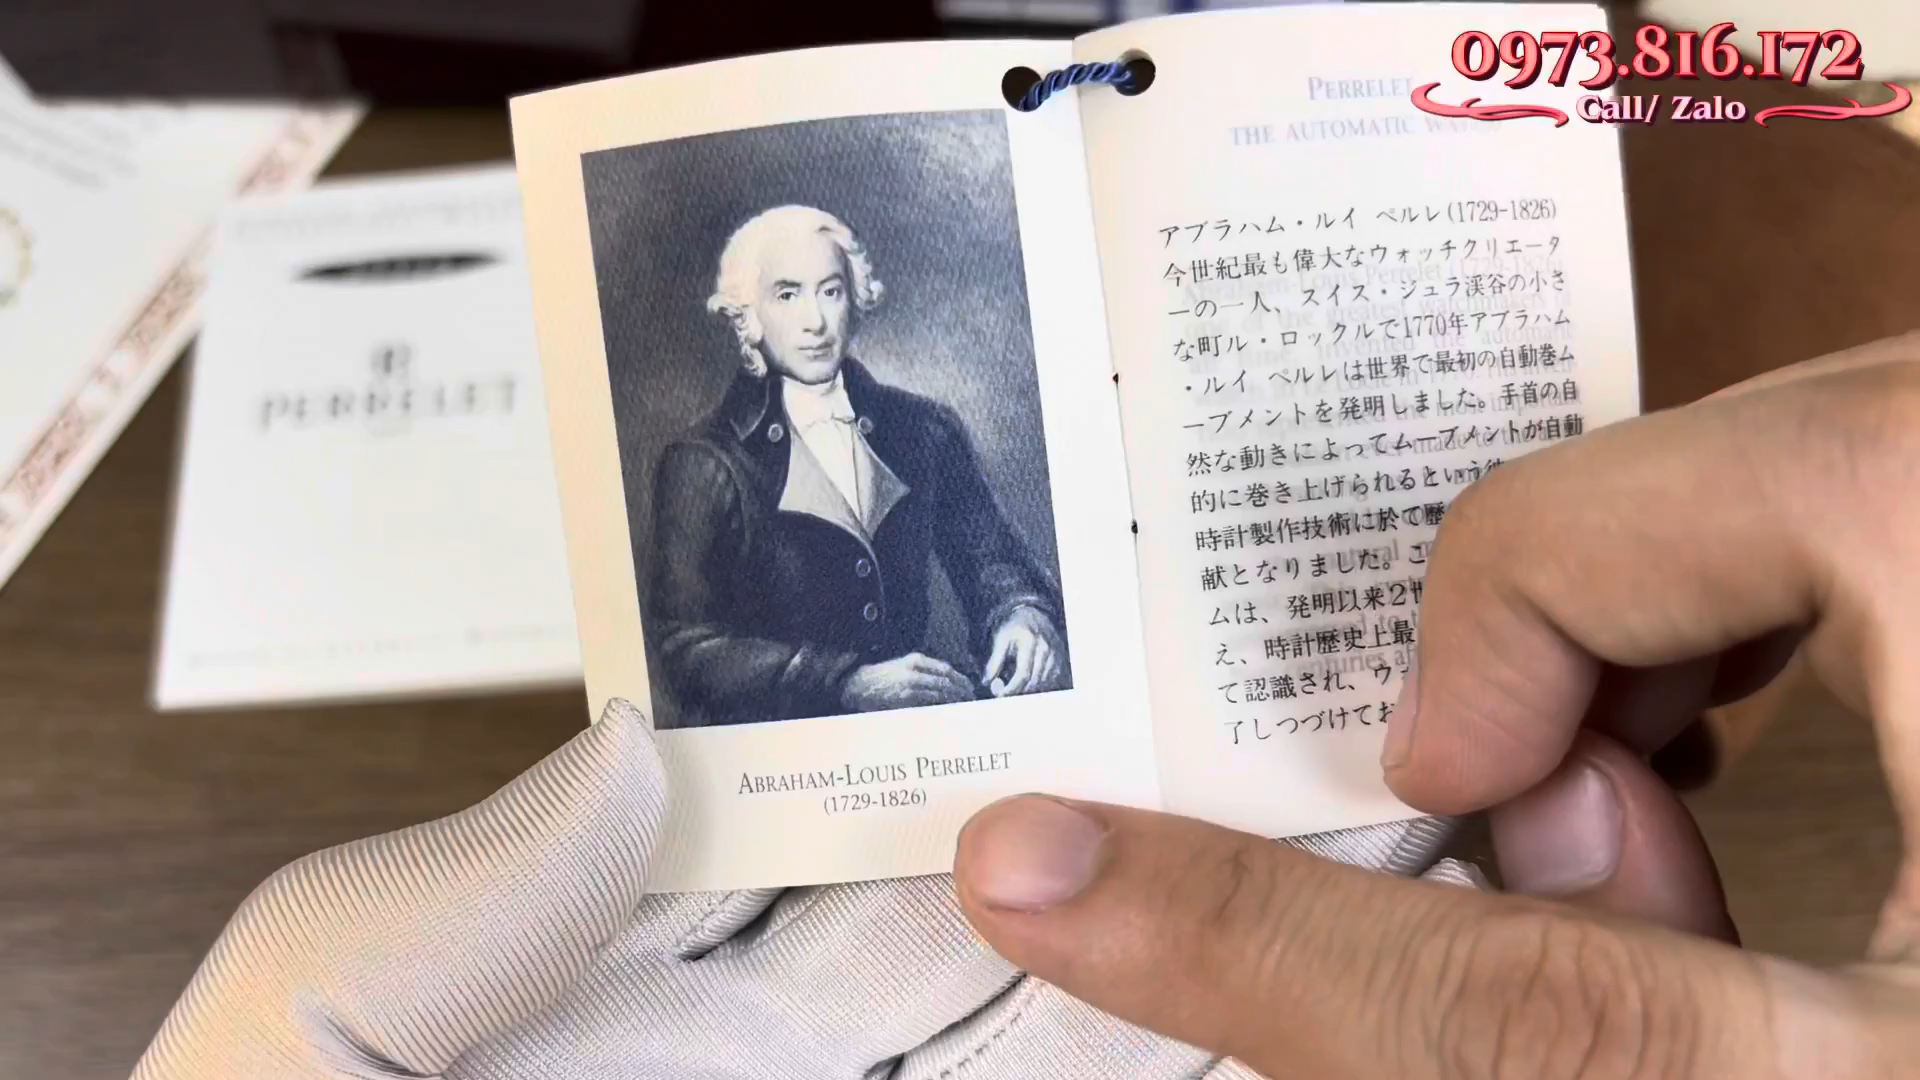 0973.816.172
Call/ Zalo
PERRELET
THE AUTOMATIC
アブラハム・ルイ ペルレ(1729-1826)
今世紀最も偉大なウォッチクリエータ
ーの一人、スイス・ジュラ渓谷の小さ
な町ル・ロックルで1770年アブラハム
・ルイ ペルレは世界で最初の自動巻ム
ーブメントを発明しました。手首の自
然な動きによってムーブメントが自動
的に巻き上げられるという
時計製作技術に於て
献となりました。こ
ムは、発明以来2世
え、時計歴史上最
て認識され、ウ
了しつづけてお
ABRAHAM-LOUIS PERRELET
(1729-1826)
PERRELET